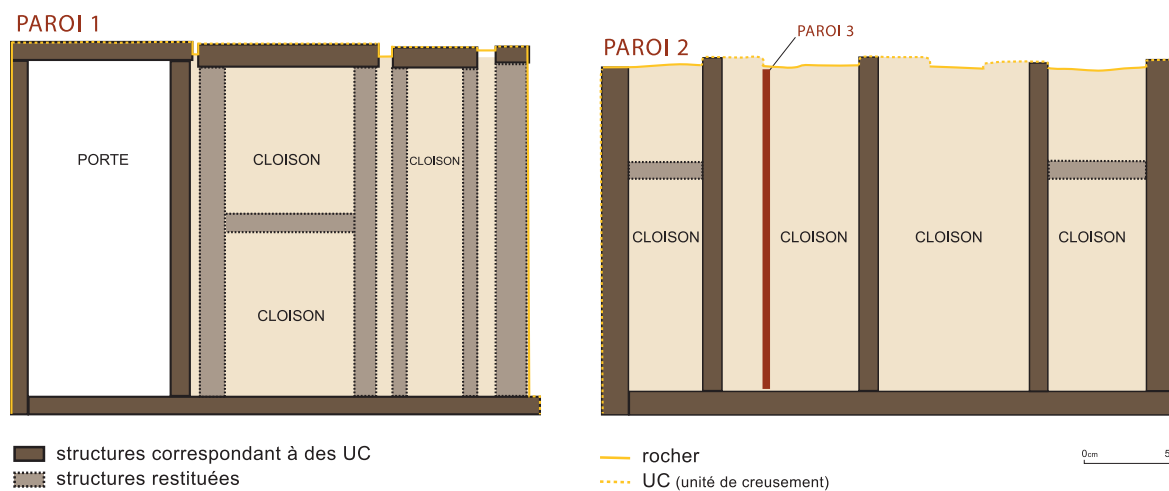 PAROI 1
PORTE
CLOISON
CLOISON
CLOISON
PAROI 2
PAROI 3
CLOISON
CLOISON
CLOISON
CLOISON
structures correspondant à des UC
structures restituées
rocher
UC (unité de creusement)
0cm 5